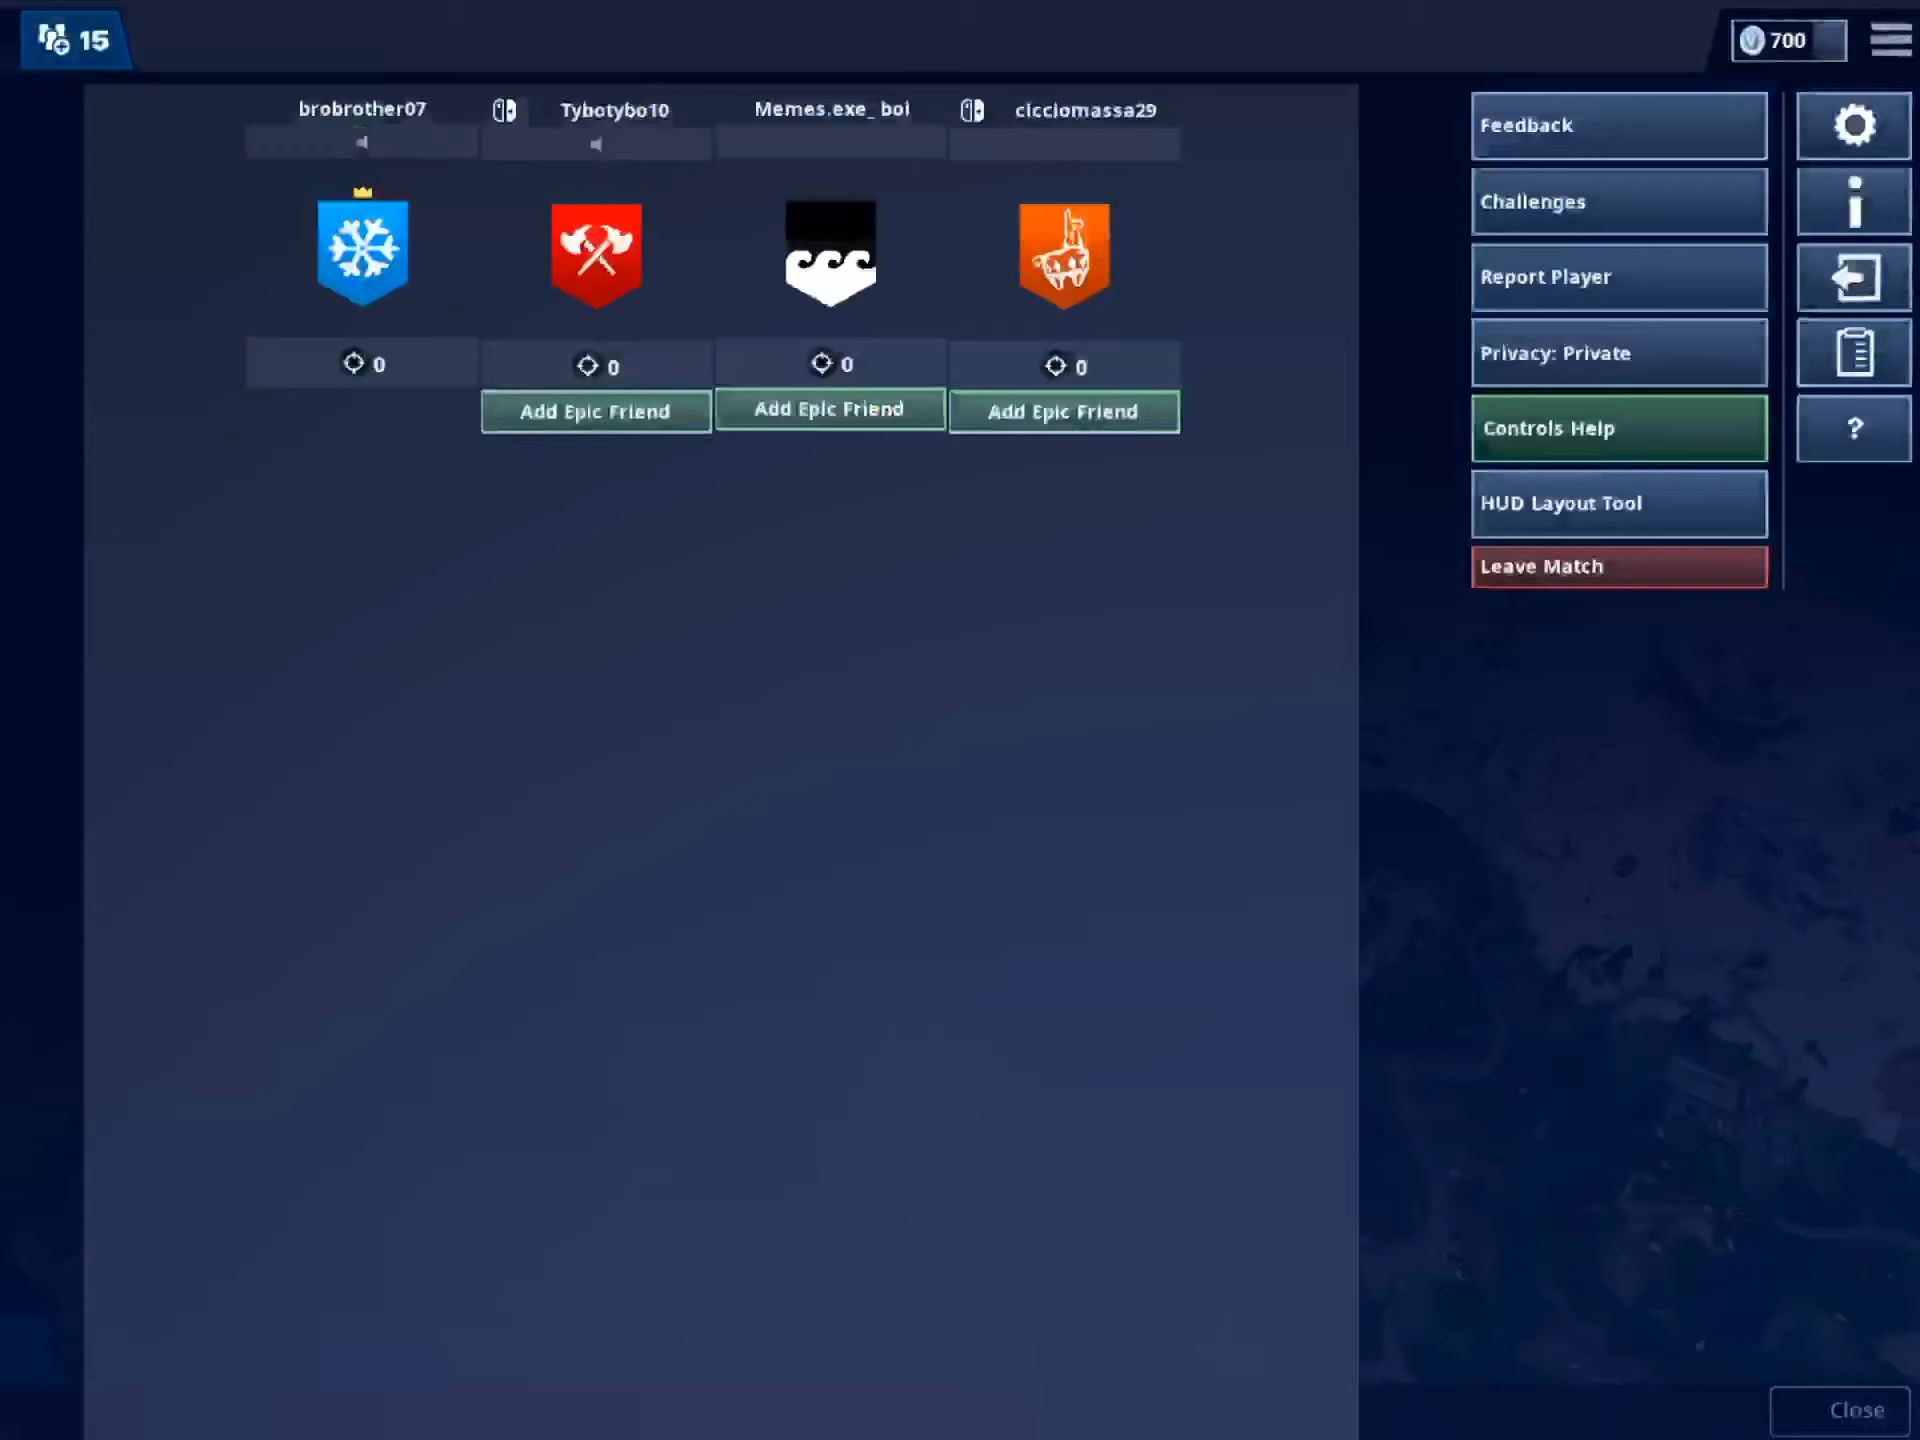 15
700
brobrother07
Tybotybo10
Memes.exe_ boi
cicciomassa29
0
0
0
0
Add Epic Friend
Add Epic Friend
Add Epic Friend
Feedback
Challenges
Report Player
Privacy: Private
Controls Help
?
HUD Layout Tool
Leave Match
Close